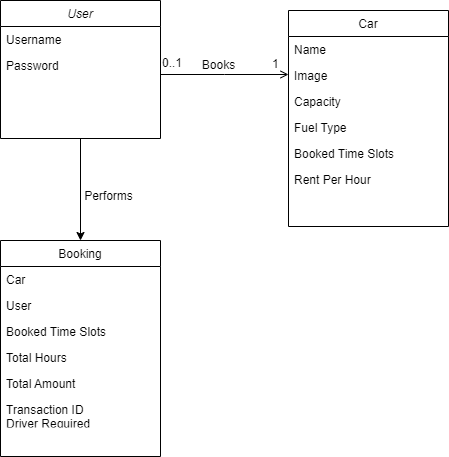 User
Username
Password
0..1
Books
1
Car
Name
Image
Capacity
Fuel Type
Booked Time Slots
Rent Per Hour
Performs
Booking
Car
User
Booked Time Slots
Total Hours
Total Amount
Transaction ID
Driver Required